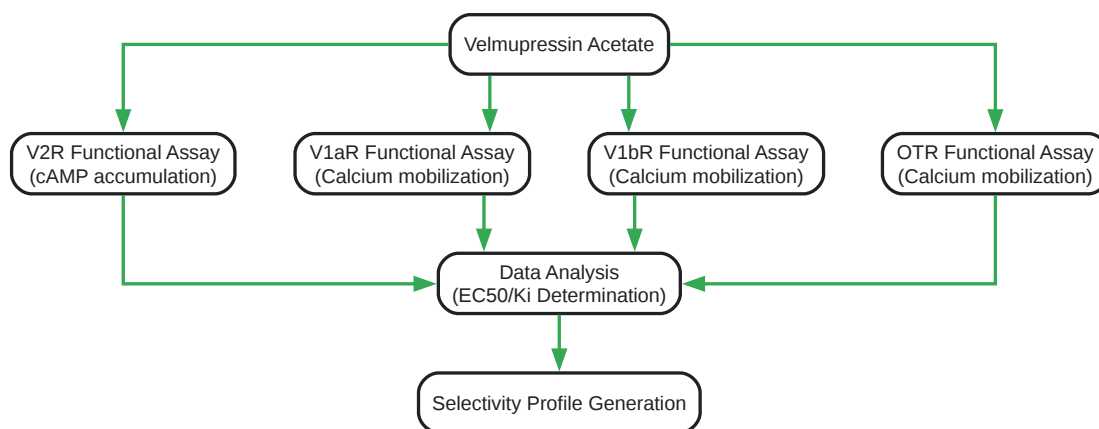 Velmupressin Acetate
V2R Functional Assay
(cAMP accumulation)
V1aR Functional Assay
(Calcium mobilization)
V1bR Functional Assay
(Calcium mobilization)
OTR Functional Assay
(Calcium mobilization)
Data Analysis
(EC50/Ki Determination)
Selectivity Profile Generation